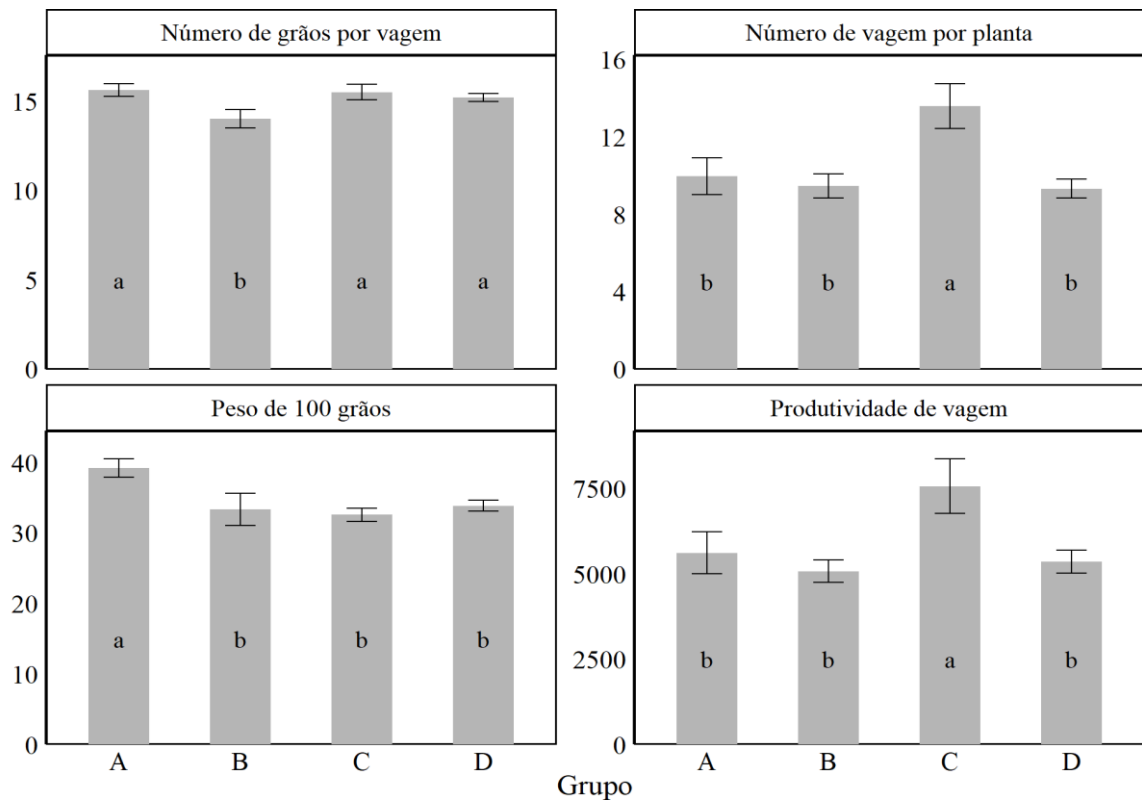 Número de grãos por vagem
15
10
5
0
a
b
a
a
Número de vagem por planta
16
12
8
4
0
b
b
a
b
Peso de 100 grãos
40
30
20
10
0
a
b
b
b
A
B
C
D
Produtividade de vagem
7500
5000
2500
0
b
b
a
b
A
B
C
D
Grupo